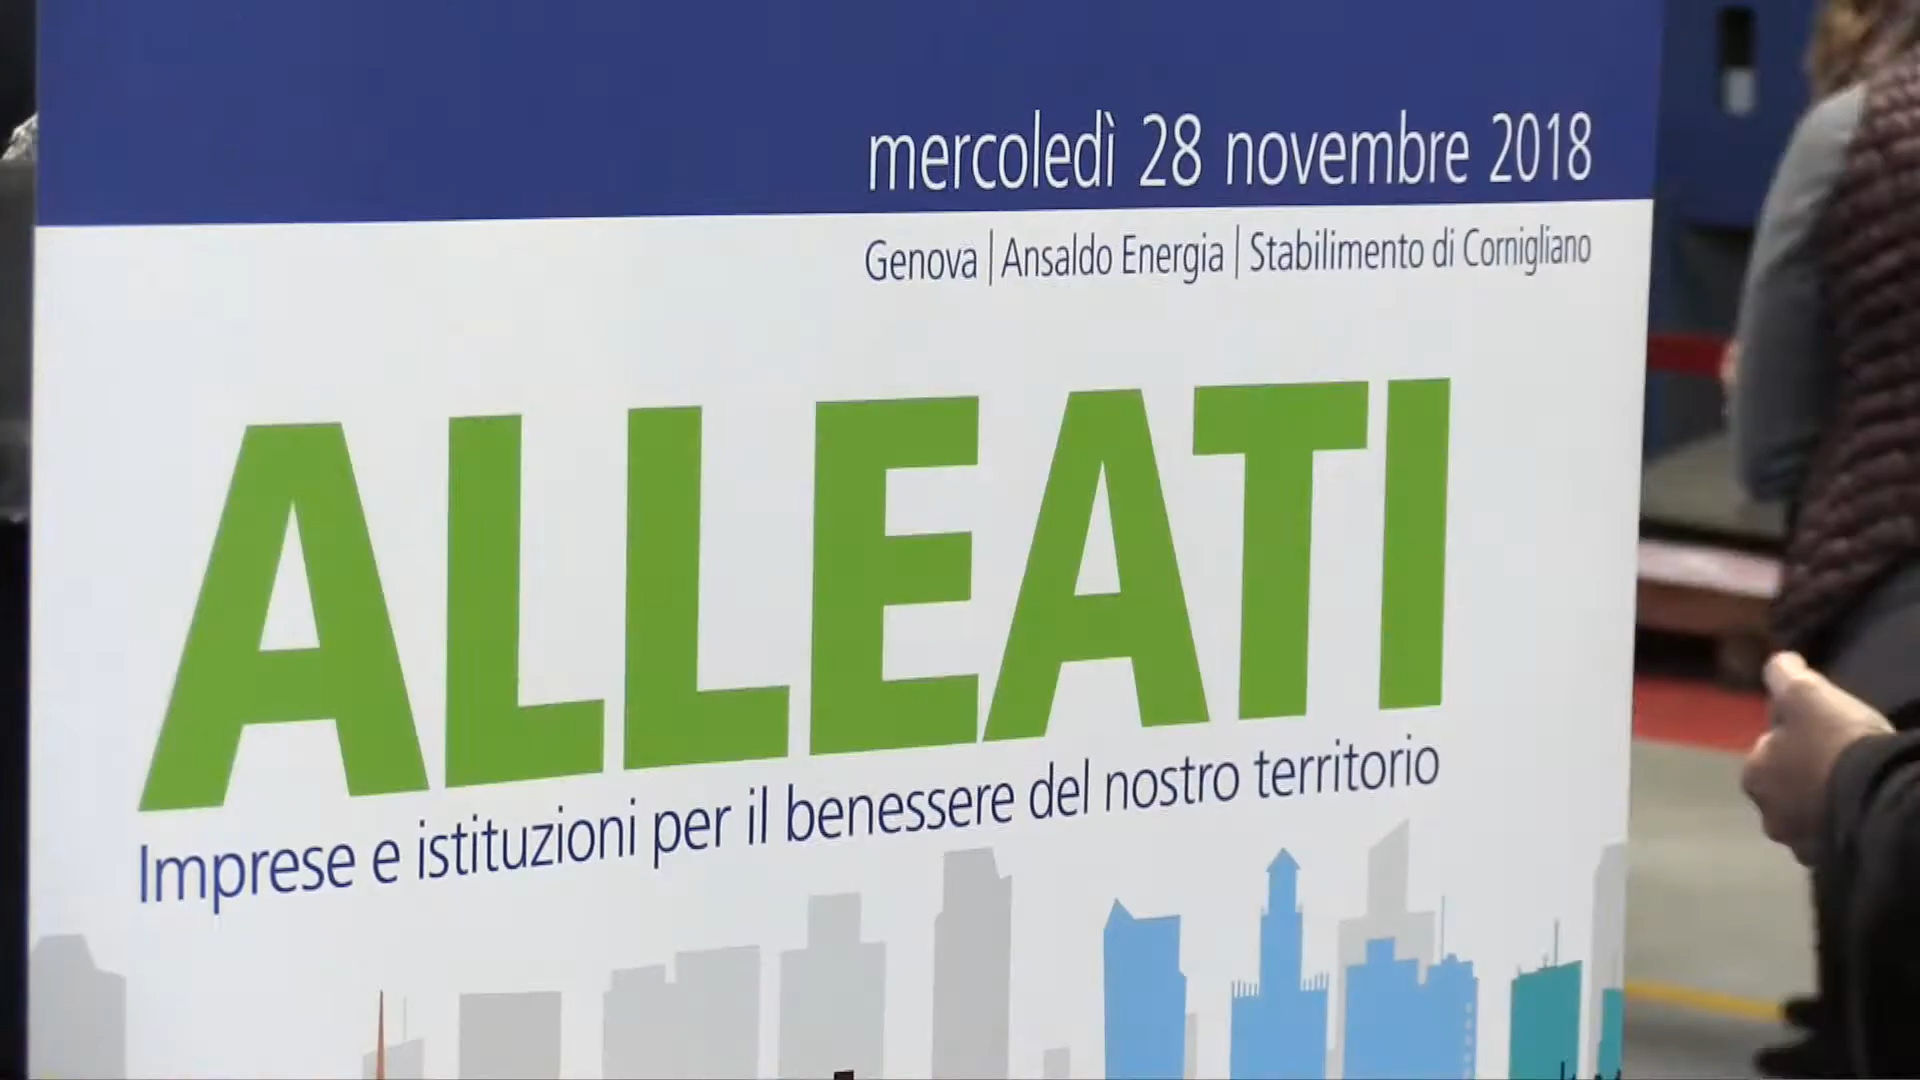 mercoledì 28 novembre 2018
Genova | Ansaldo Energia | Stabilimento di Cornigliano
ALLEATI
Imprese e istituzioni per il benessere del nostro territorio